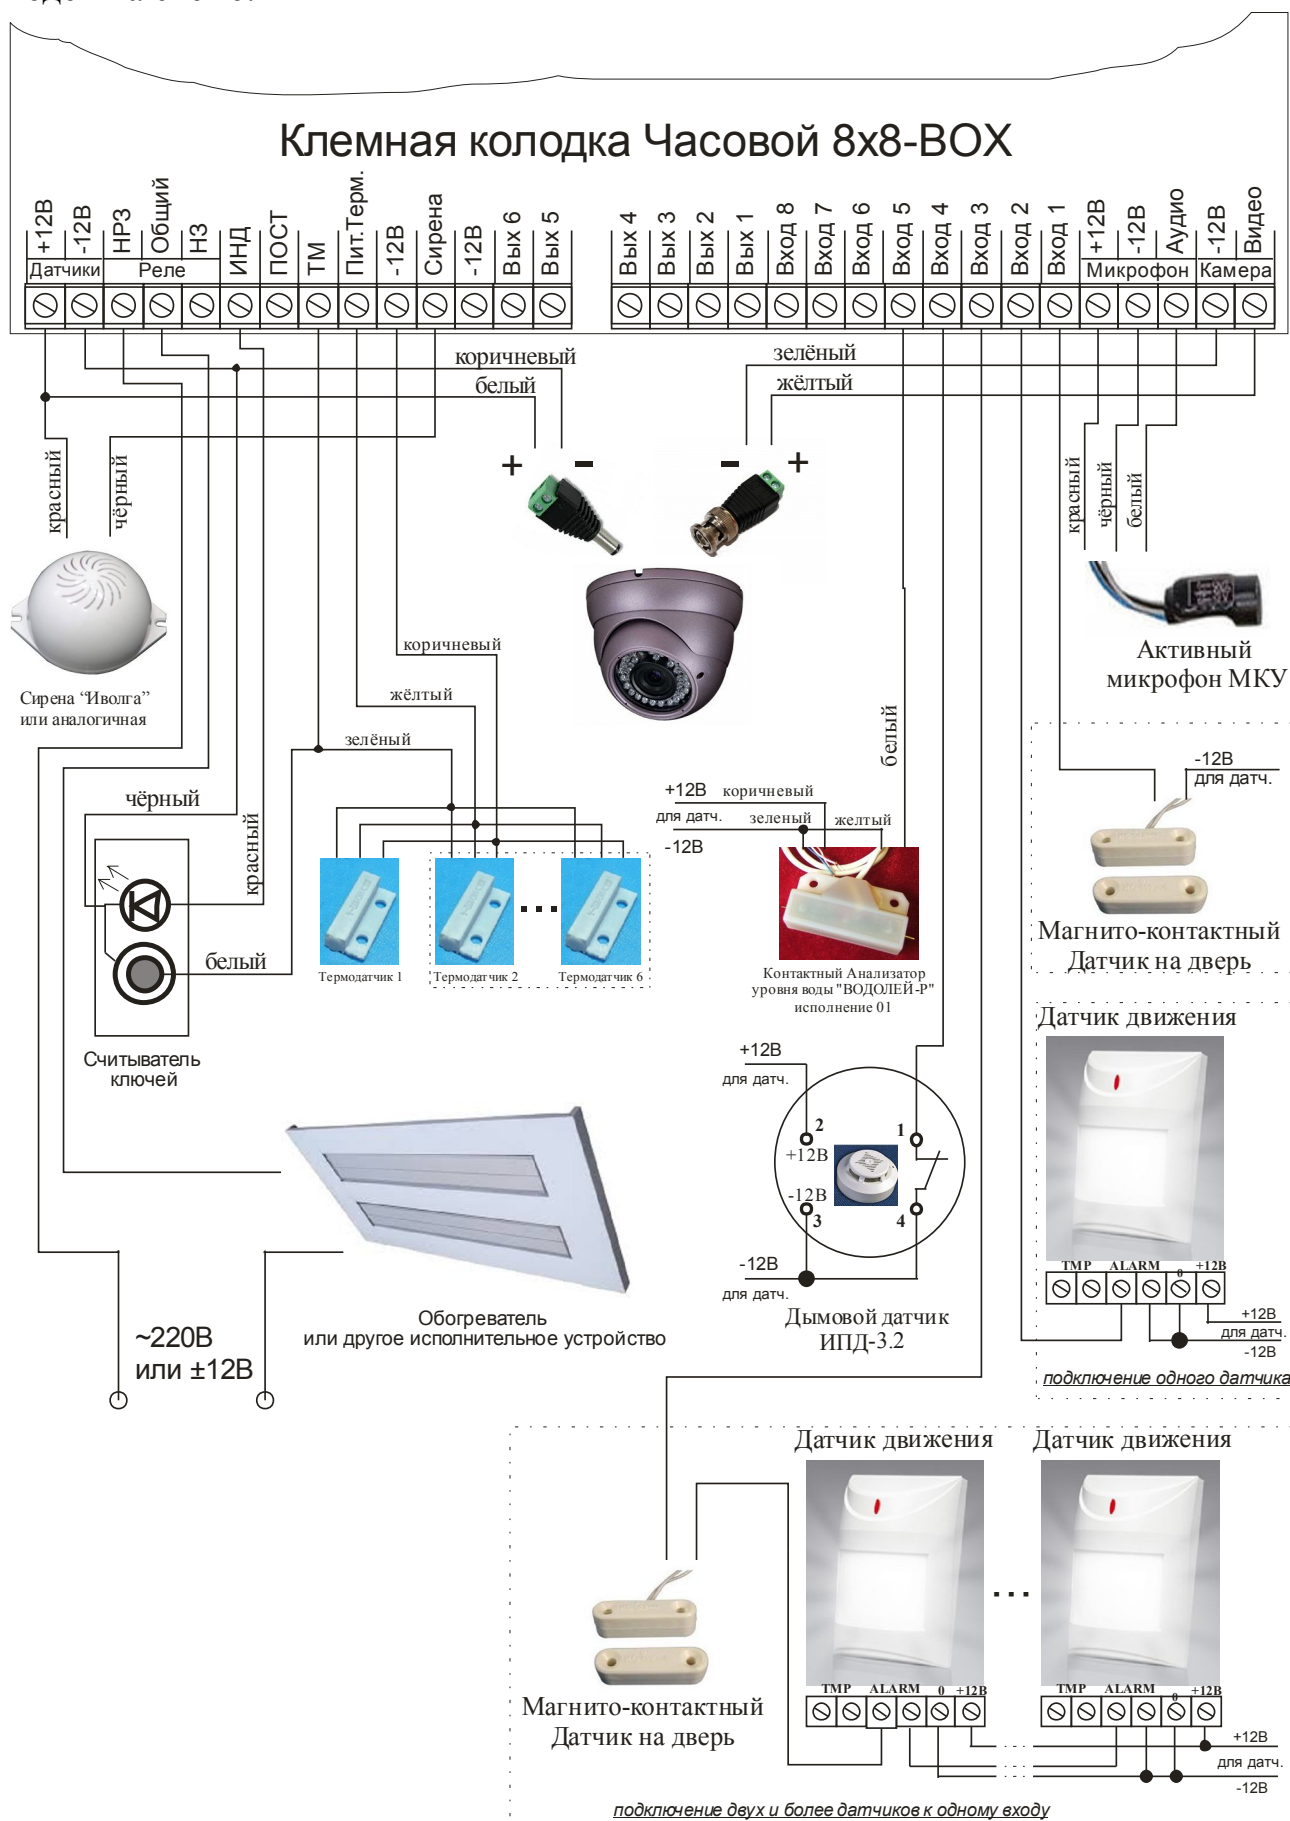 Клемная колодка Часовой 8х8-BOX
+12В
-12В
НРЗ
Общий
НЗ
ИНД
ПОСТ
ТМ
Пит.Терм.
-12В
Сирена
-12В
Вых 6
Вых 5
Вых 4
Вых 3
Вых 2
Вых 1
Вход 8
Вход 7
Вход 6
Вход 5
Вход 4
Вход 3
Вход 2
Вход 1
+12В
-12В
Аудио
-12В
Видео
Датчики
Реле
Микрофон
Камера
коричневый
белый
зелёный
жёлтый
+
-
-
+
красный
чёрный
красный
чёрный
белый
Сирена “Иволга”
или аналогичная
коричневый
жёлтый
зелёный
белый
Активный
микрофон МКУ
-12В
для датч.
чёрный
красный
белый
Считыватель
ключей
...
Термодатчик 1
Термодатчик 2
Термодатчик 6
+12В
коричневый
для датч.
зеленый
желтый
-12В
Контактный Анализатор
уровня воды "ВОДОЛЕЙ-Р"
исполнение 01
Магнито-контактный
Датчик на дверь
Датчик движения
TMP
ALARM
0
+12В
+12В
для датч.
-12В
подключение одного датчика
+12В
для датч.
2
+12В
1
-12В
3
4
-12В
для датч.
Дымовой датчик
ИПД-3.2
Обогреватель
или другое исполнительное устройство
~220В
или ±12В
Датчик движения
Датчик движения
...
Магнито-контактный
Датчик на дверь
TMP
ALARM
0
+12В
TMP
ALARM
0
+12В
+12В
для датч.
-12В
подключение двух и более датчиков к одному входу